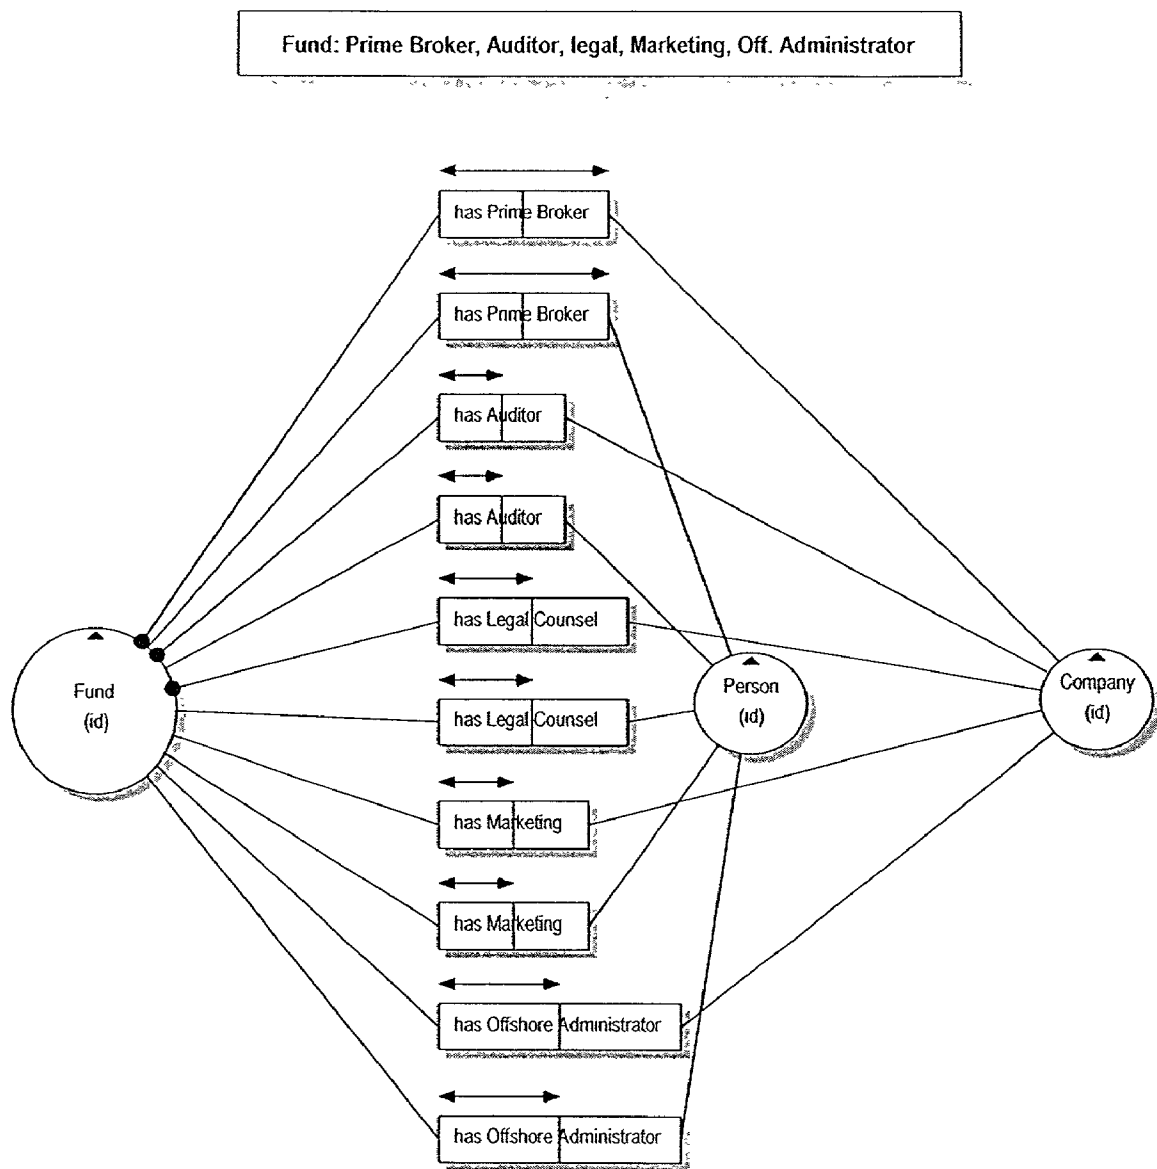 Fund: Prime Broker, Auditor, legal, Marketing, Off. Administrator
has Prime Broker
has Prime Broker
has Auditor
has Auditor
has Legal Counsel
has Legal Counsel
has Marketing
has Marketing
has Offshore Administrator
has Offshore Administrator
Fund
(id)
Person
(id)
Company
(id)